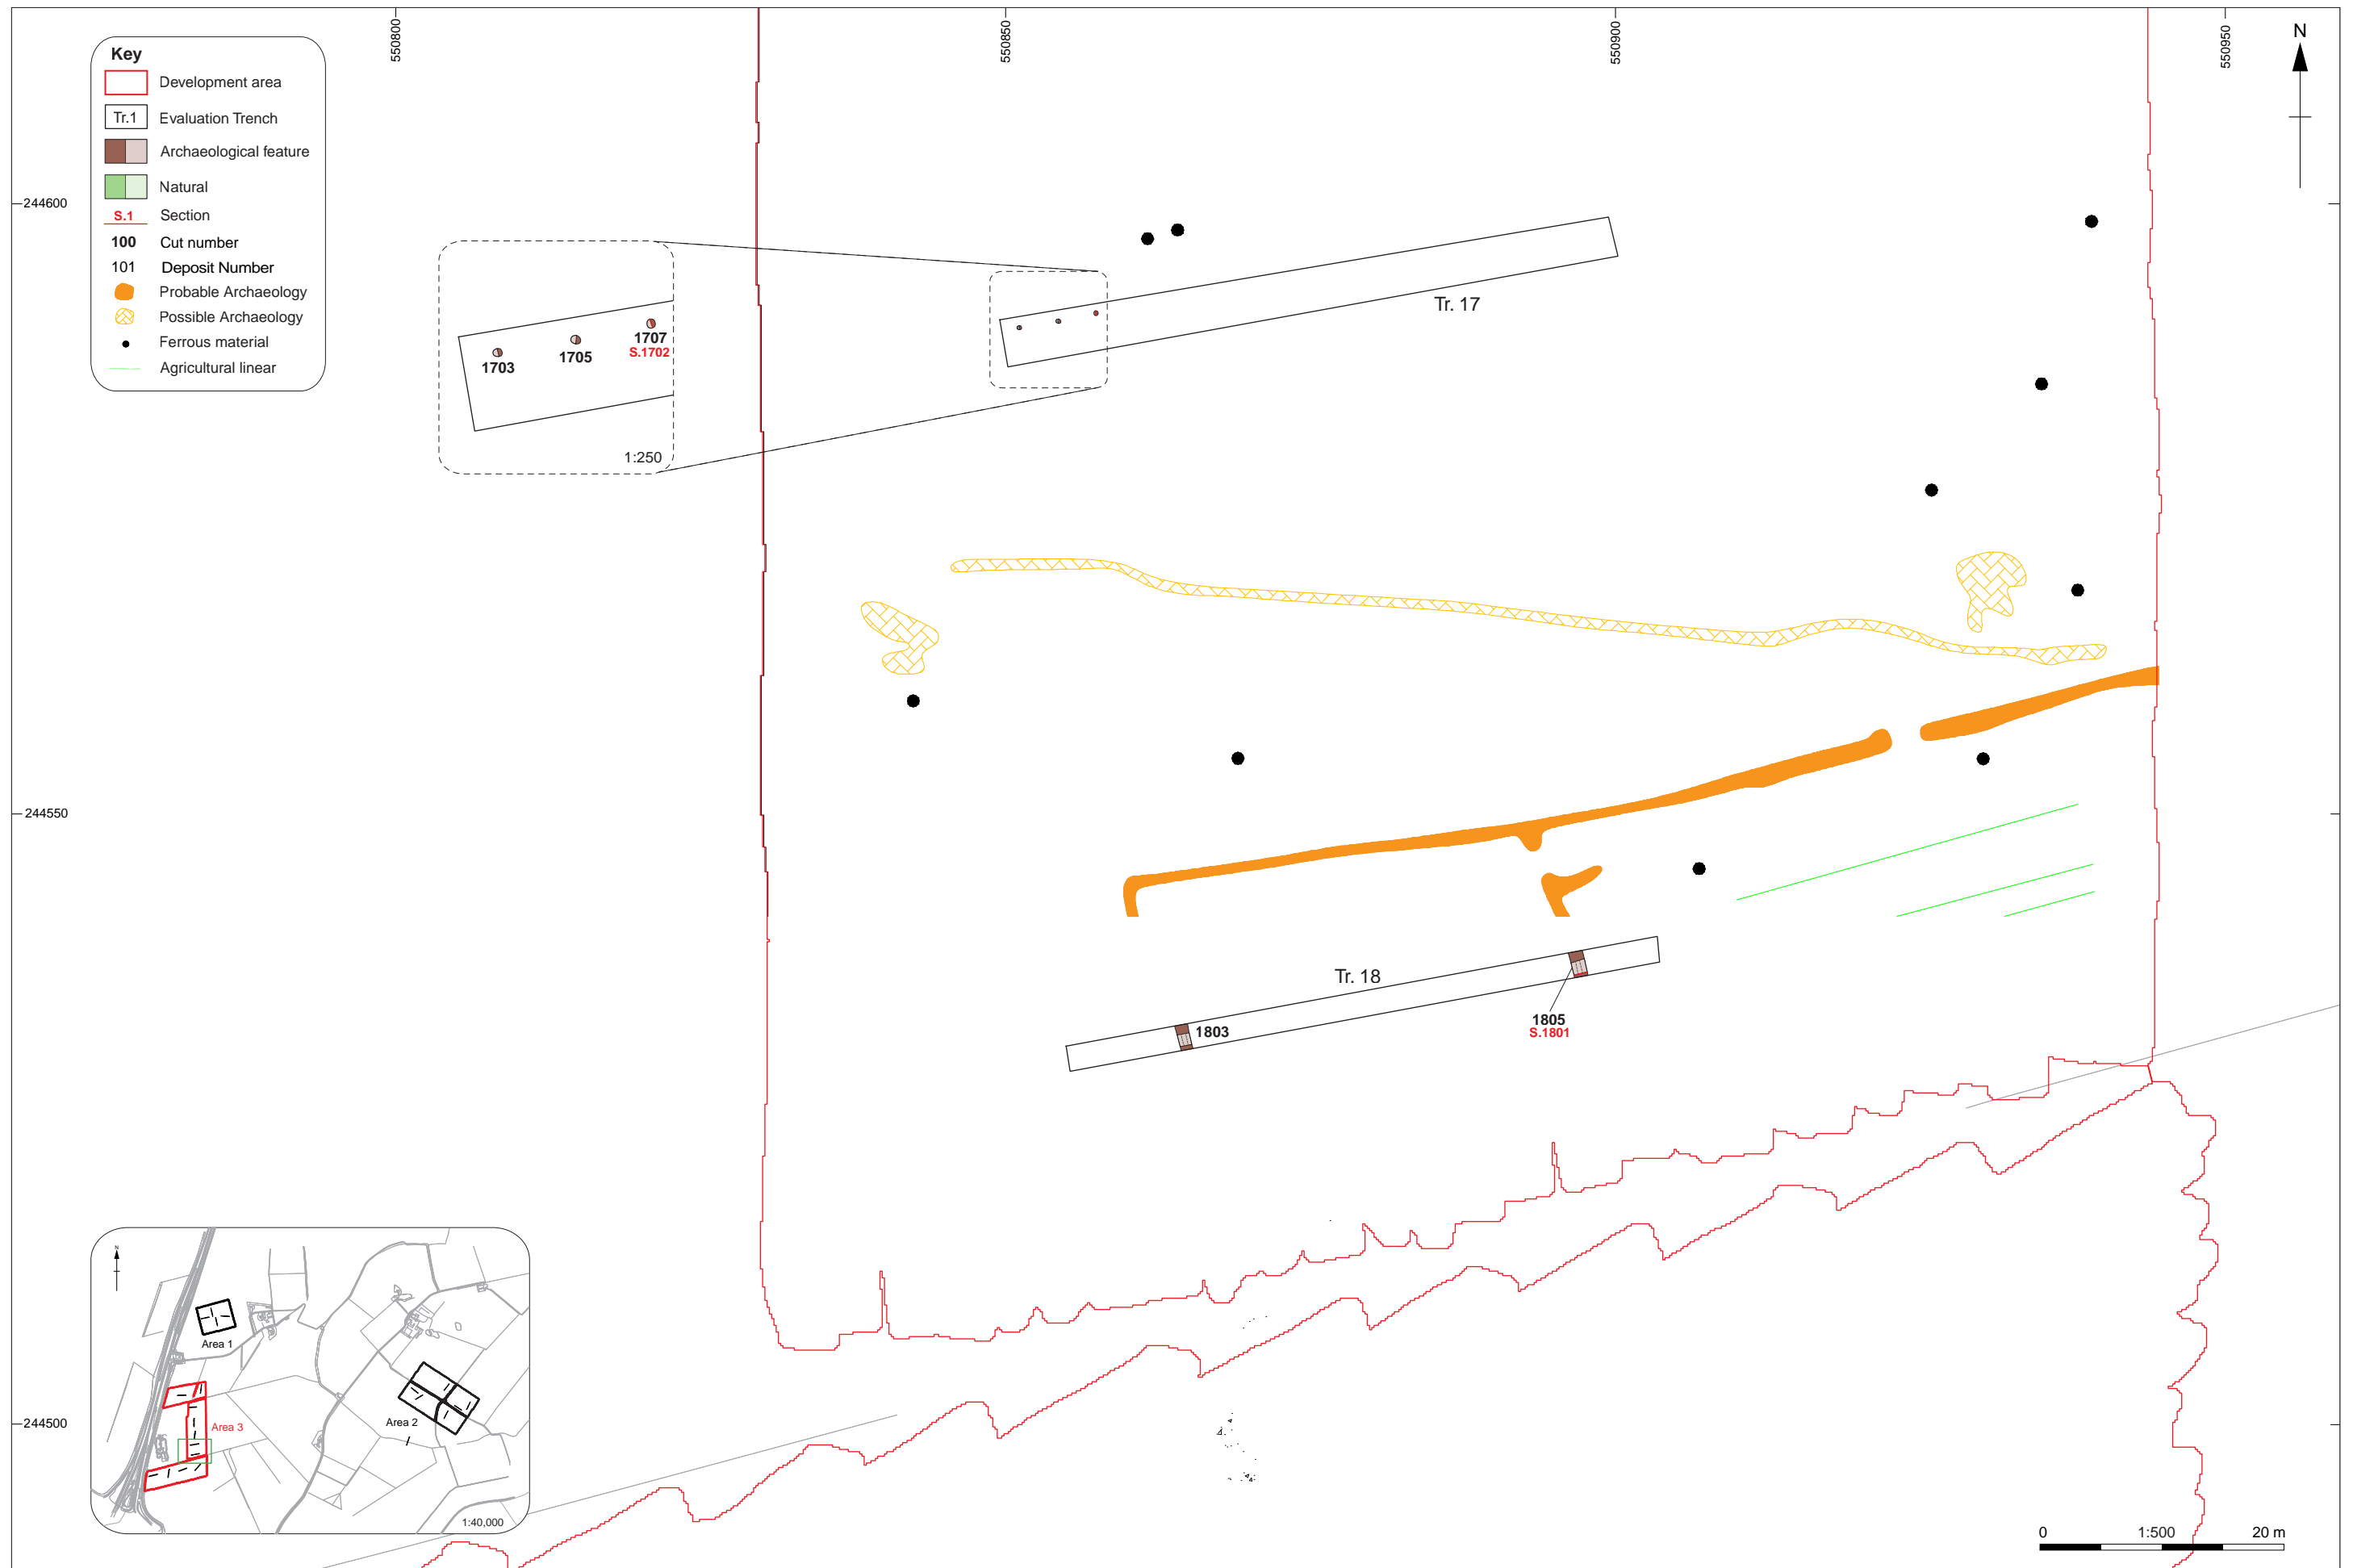 550800
550850
550900
550950
N
Key
Development area
Tr.1 Evaluation Trench
Archaeological feature
Natural
S.1 Section
100 Cut number
101 Deposit Number
Probable Archaeology
Possible Archaeology
Ferrous material
Agricultural linear
244600
Tr. 17
1707
S.1702
1705
1703
1:250
244550
Tr. 18
1803
1805
S.1801
244500
N
Area 1
Area 2
Area 3
1:40,000
0 1:500 20 m